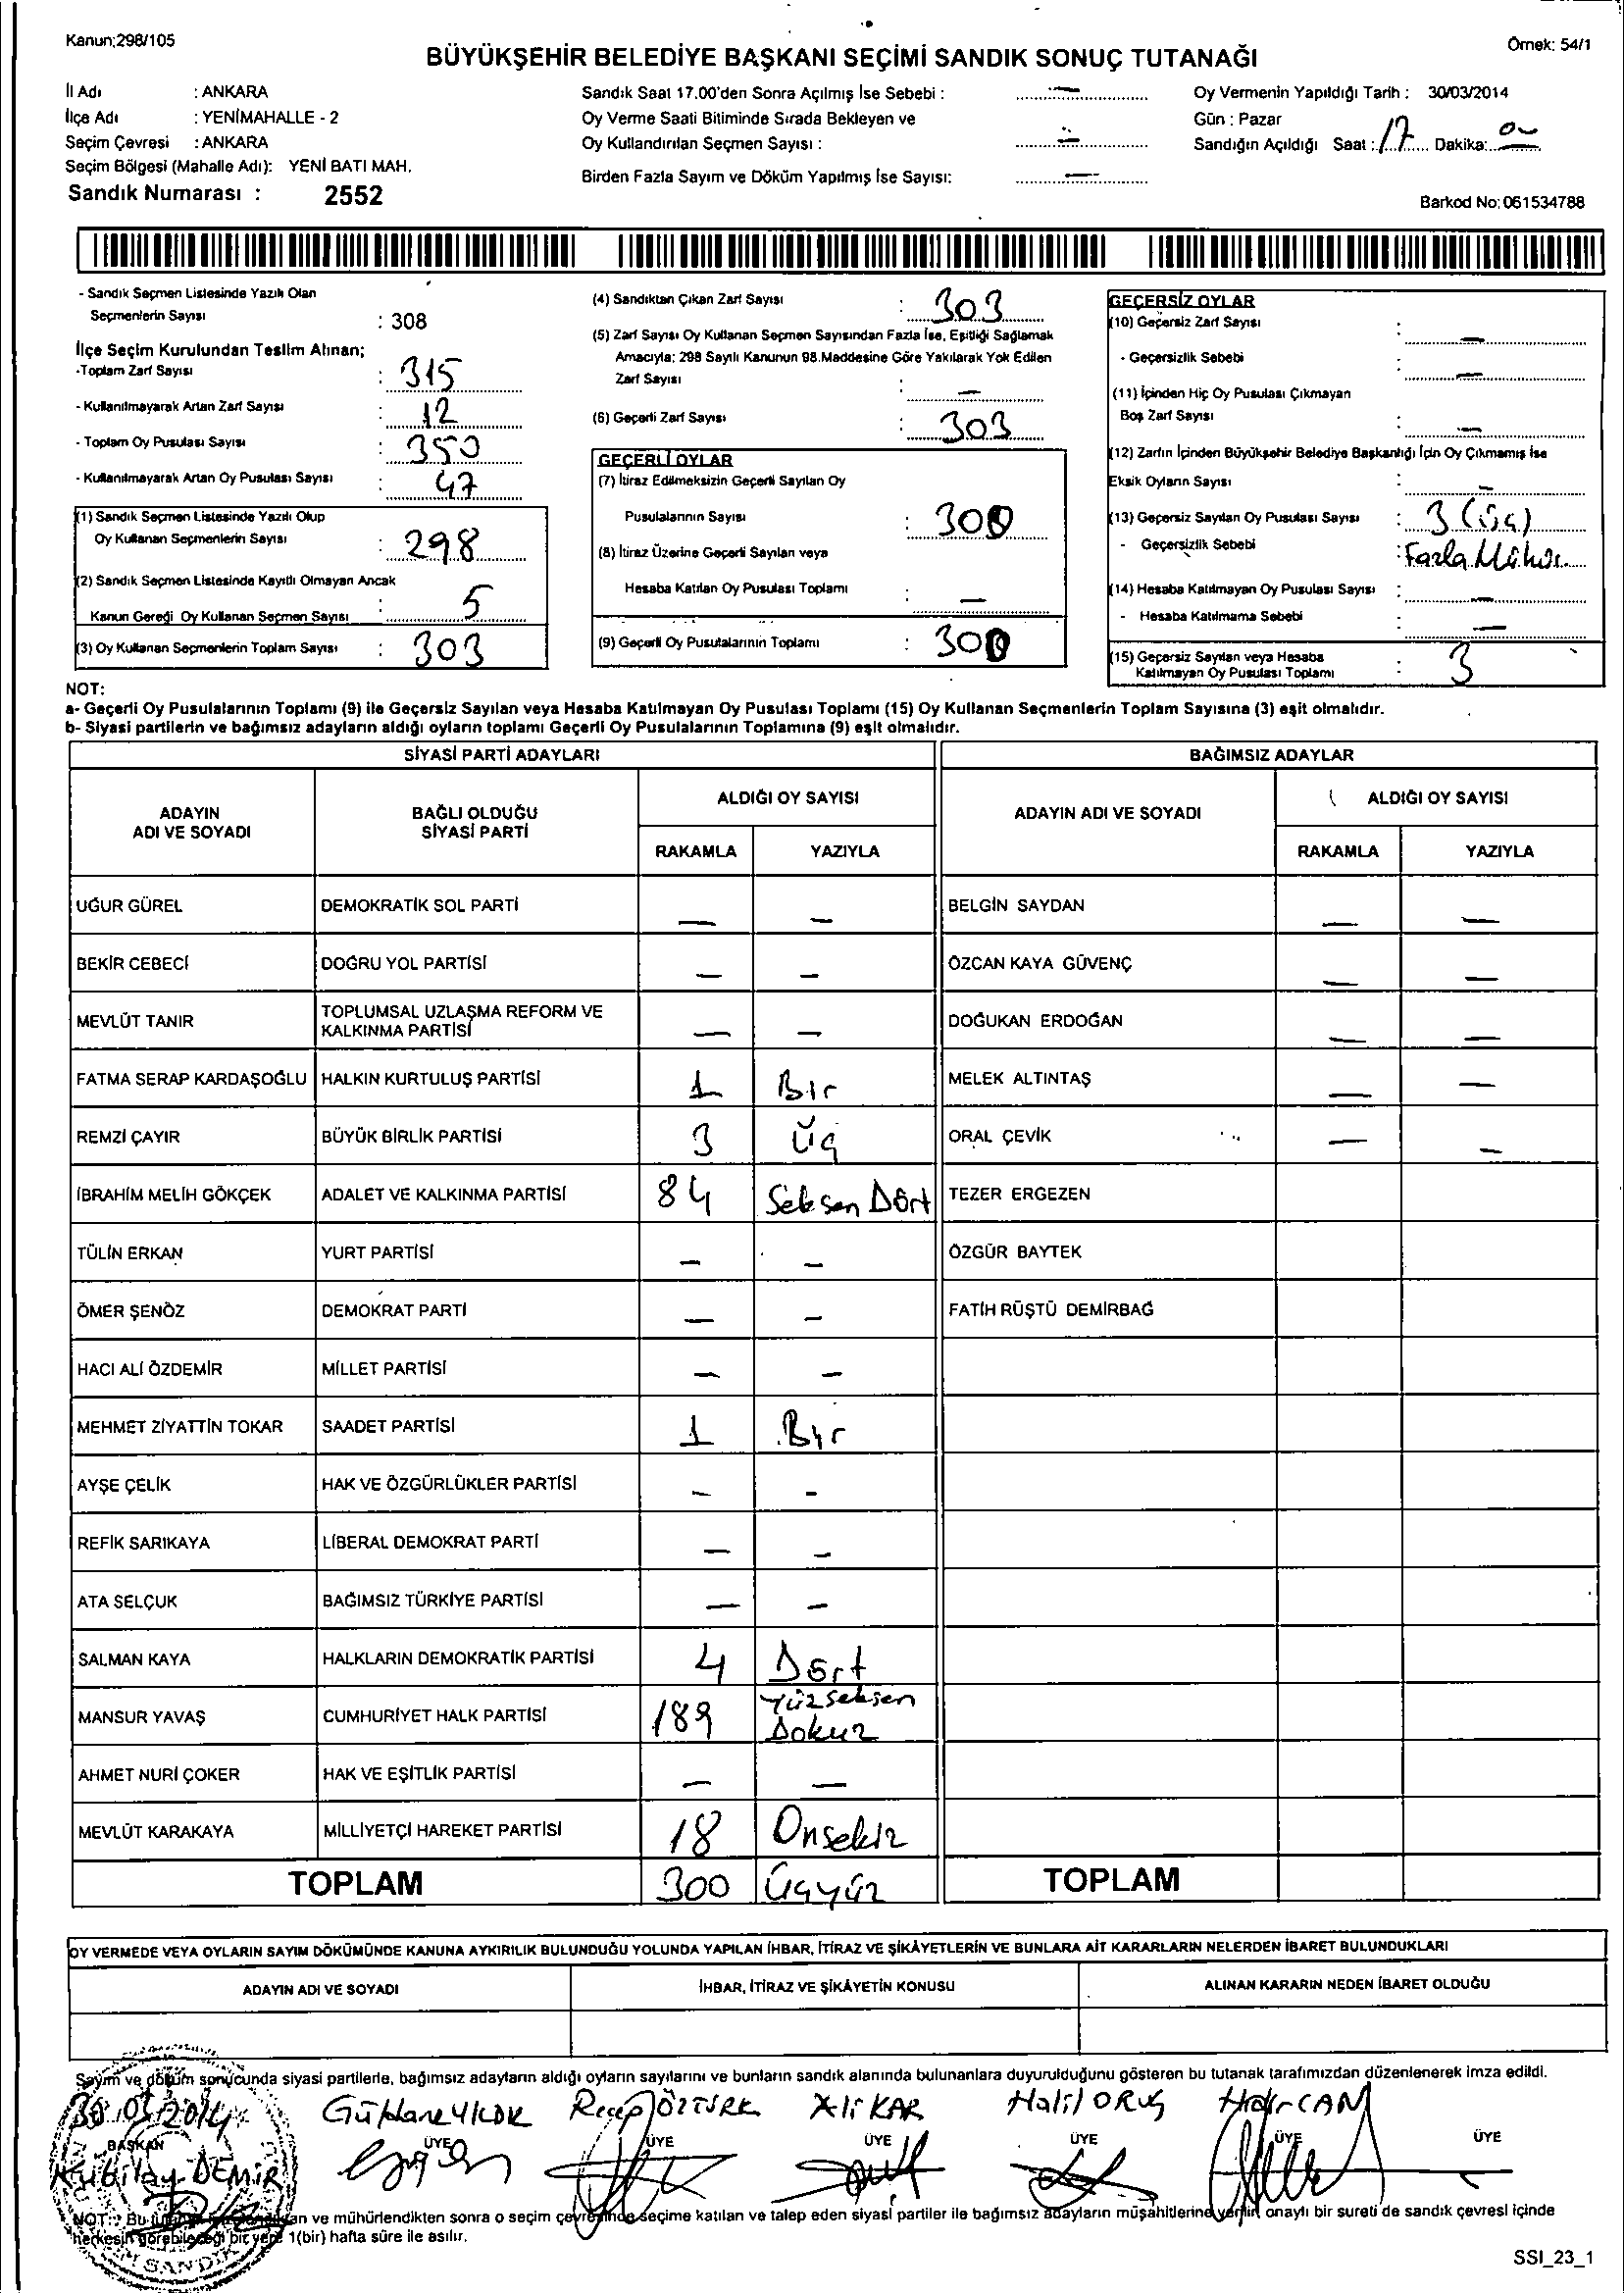 Kanun;298/105
Örnek: 54/1
BÜYÜKŞEHİR BELEDİYE BAŞKANI SEÇİMİ SANDIK SONUÇ TUTANAĞI
İl Adı : ANKARA
İlçe Adı : YENİMAHALLE - 2
Seçim Çevresi : ANKARA
Seçim Bölgesi (Mahalle Adı): YENİ BATI MAH.
Sandık Numarası : 2552
Sandık Saat 17.00'den Sonra Açılmış İse Sebebi : —
Oy Verme Saati Bitiminde Sırada Bekleyen ve
Oy Kullandırılan Seçmen Sayısı : —
Birden Fazla Sayım ve Döküm Yapılmış İse Sayısı: —
Oy Vermenin Yapıldığı Tarih : 30/03/2014
Gün : Pazar
Sandığın Açıldığı Saat : 17 Dakika:
Barkod No: 061534788
- Sandık Seçmen Listesinde Yazılı Olan
Seçmenlerin Sayısı : 308
İlçe Seçim Kurulundan Teslim Alınan;
-Toplam Zarf Sayısı : 315
- Kullanılmayarak Artan Zarf Sayısı : 12
- Toplam Oy Pusulası Sayısı : 350
- Kullanılmayarak Artan Oy Pusulası Sayısı : 47
(1) Sandık Seçmen Listesinde Yazılı Olup
Oy Kullanan Seçmenlerin Sayısı : 298
(2) Sandık Seçmen Listesinde Kayıtlı Olmayan Ancak
Kanun Gereği Oy Kullanan Seçmen Sayısı : 5
(3) Oy Kullanan Seçmenlerin Toplam Sayısı : 303
(4) Sandıktan Çıkan Zarf Sayısı : 303
(5) Zarf Sayısı Oy Kullanan Seçmen Sayısından Fazla İse, Eşitliği Sağlamak
Amacıyla; 298 Sayılı Kanunun 98.Maddesine Göre Yakılarak Yok Edilen
Zarf Sayısı : —
(6) Geçerli Zarf Sayısı : 303
GEÇERLİ OYLAR
(7) İtiraz Edilmeksizin Geçerli Sayılan Oy
Pusulalarının Sayısı : 300
(8) İtiraz Üzerine Geçerli Sayılan veya
Hesaba Katılan Oy Pusulası Toplamı : —
(9) Geçerli Oy Pusulalarının Toplamı : 300
GEÇERSİZ OYLAR
(10) Geçersiz Zarf Sayısı : —
- Geçersizlik Sebebi : —
(11) İçinden Hiç Oy Pusulası Çıkmayan
Boş Zarf Sayısı : —
(12) Zarfın İçinden Büyükşehir Belediye Başkanlığı İçin Oy Çıkmamış İse
Eksik Oyların Sayısı : —
(13) Geçersiz Sayılan Oy Pusulası Sayısı : 3 (Üç)
- Geçersizlik Sebebi : Fazla Mühür
(14) Hesaba Katılmayan Oy Pusulası Sayısı : —
- Hesaba Katılmama Sebebi : —
(15) Geçersiz Sayılan veya Hesaba
Katılmayan Oy Pusulası Toplamı : 3
NOT:
a- Geçerli Oy Pusulalarının Toplamı (9) ile Geçersiz Sayılan veya Hesaba Katılmayan Oy Pusulası Toplamı (15) Oy Kullanan Seçmenlerin Toplam Sayısına (3) eşit olmalıdır.
b- Siyasi partilerin ve bağımsız adayların aldığı oyların toplamı Geçerli Oy Pusulalarının Toplamına (9) eşit olmalıdır.
SİYASİ PARTİ ADAYLARI BAĞIMSIZ ADAYLAR
ADAYIN ADI VE SOYADI BAĞLI OLDUĞU SİYASİ PARTİ ALDIĞI OY SAYISI ADAYIN ADI VE SOYADI ALDIĞI OY SAYISI
RAKAMLA YAZIYLA RAKAMLA YAZIYLA
UĞUR GÜREL DEMOKRATİK SOL PARTİ — — BELGİN SAYDAN — —
BEKİR CEBECİ DOĞRU YOL PARTİSİ — — ÖZCAN KAYA GÜVENÇ — —
MEVLÜT TANIR TOPLUMSAL UZLAŞMA REFORM VE KALKINMA PARTİSİ — — DOĞUKAN ERDOĞAN — —
FATMA SERAP KARDAŞOĞLU HALKIN KURTULUŞ PARTİSİ 1 Bir MELEK ALTINTAŞ — —
REMZİ ÇAYIR BÜYÜK BİRLİK PARTİSİ 3 Üç ORAL ÇEVİK — —
İBRAHİM MELİH GÖKÇEK ADALET VE KALKINMA PARTİSİ 84 Seksen Dört TEZER ERGEZEN
TÜLİN ERKAN YURT PARTİSİ — — ÖZGÜR BAYTEK
ÖMER ŞENÖZ DEMOKRAT PARTİ — — FATİH RÜŞTÜ DEMİRBAĞ
HACI ALİ ÖZDEMİR MİLLET PARTİSİ — —
MEHMET ZİYATTİN TOKAR SAADET PARTİSİ 1 Bir
AYŞE ÇELİK HAK VE ÖZGÜRLÜKLER PARTİSİ — —
REFİK SARIKAYA LİBERAL DEMOKRAT PARTİ — —
ATA SELÇUK BAĞIMSIZ TÜRKİYE PARTİSİ — —
SALMAN KAYA HALKLARIN DEMOKRATİK PARTİSİ 4 Dört
MANSUR YAVAŞ CUMHURİYET HALK PARTİSİ 189 Yüzseksen Dokuz
AHMET NURİ ÇOKER HAK VE EŞİTLİK PARTİSİ — —
MEVLÜT KARAKAYA MİLLİYETÇİ HAREKET PARTİSİ 18 Onsekiz
TOPLAM 300 Üçyüz TOPLAM
OY VERMEDE VEYA OYLARIN SAYIM DÖKÜMÜNDE KANUNA AYKIRILIK BULUNDUĞU YOLUNDA YAPILAN İHBAR, İTİRAZ VE ŞİKÂYETLERİN VE BUNLARA AİT KARARLARIN NELERDEN İBARET BULUNDUKLARI
ADAYIN ADI VE SOYADI İHBAR, İTİRAZ VE ŞİKÂYETİN KONUSU ALINAN KARARIN NEDEN İBARET OLDUĞU
Sayım ve döküm sonucunda siyasi partilerle, bağımsız adayların aldığı oyların sayılarını ve bunların sandık alanında bulunanlara duyurulduğunu gösteren bu tutanak tarafımızdan düzenlenerek imza edildi.
30.03.2014 Recep ÖZTÜRK Ali KAR Halil ORUÇ CAN
BAŞKAN ÜYE ÜYE ÜYE ÜYE ÜYE ÜYE
Kubilay DEMİR
NOT: Bu ve mühürlendikten sonra o seçim çevresinde seçime katılan ve talep eden siyasi partiler ile bağımsız adayların müşahitlerine verilir, onaylı bir sureti de sandık çevresi içinde
herkesin görebileceği bir yere 1(bir) hafta süre ile asılır.
SANDIK
SSI_23_1